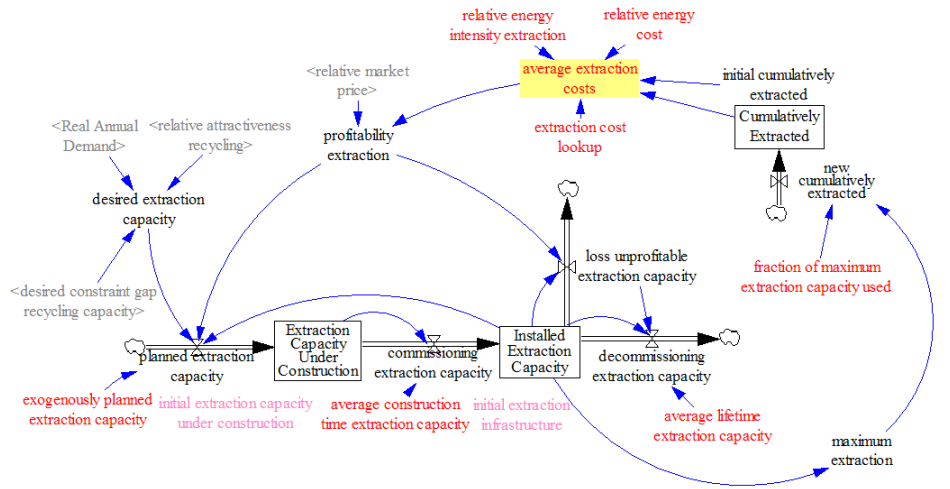 relative energy
intensity extraction
relative energy
cost
<relative market
price>
average extraction
costs
initial cumulatively
extracted
Cumulatively
Extracted
<Real Annual
Demand>
<relative attractiveness
recycling>
profitability
extraction
extraction cost
lookup
new
cumulatively
extracted
desired extraction
capacity
loss unprofitable
extraction capacity
fraction of maximum
extraction capacity used
<desired constraint gap
recycling capacity>
planned extraction
capacity
Extraction
Capacity
Under
Construction
commissioning
extraction capacity
Installed
Extraction
Capacity
decommissioning
extraction capacity
exogenously planned
extraction capacity
initial extraction capacity
under construction
average construction
time extraction capacity
initial extraction
infrastructure
average lifetime
extraction capacity
maximum
extraction